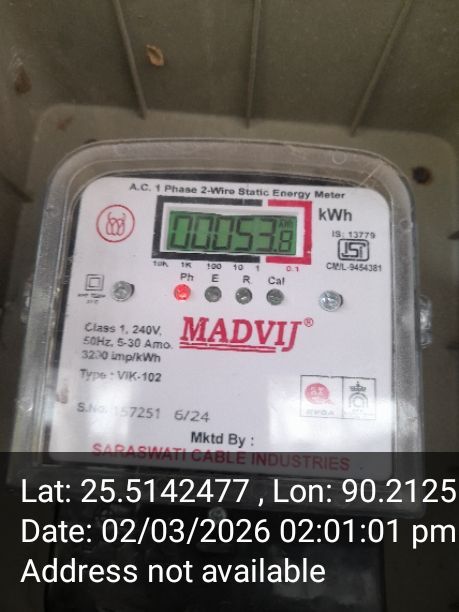 A.C. 1 Phase 2-Wire Static Energy Meter
00053.8 kWh
kWh
IS: 13779
CM/L-9454381
10K 1K 100 10 1 0.1
Ph E R Cal
Class 1, 240V,
50Hz, 5-30 Amp.
3200 imp/kWh
MADVIJ®
Type : VIK-102
S.No. 157251 6/24
Mktd By :
SARASWATI CABLE INDUSTRIES
Lat: 25.5142477 , Lon: 90.2125
Date: 02/03/2026 02:01:01 pm
Address not available